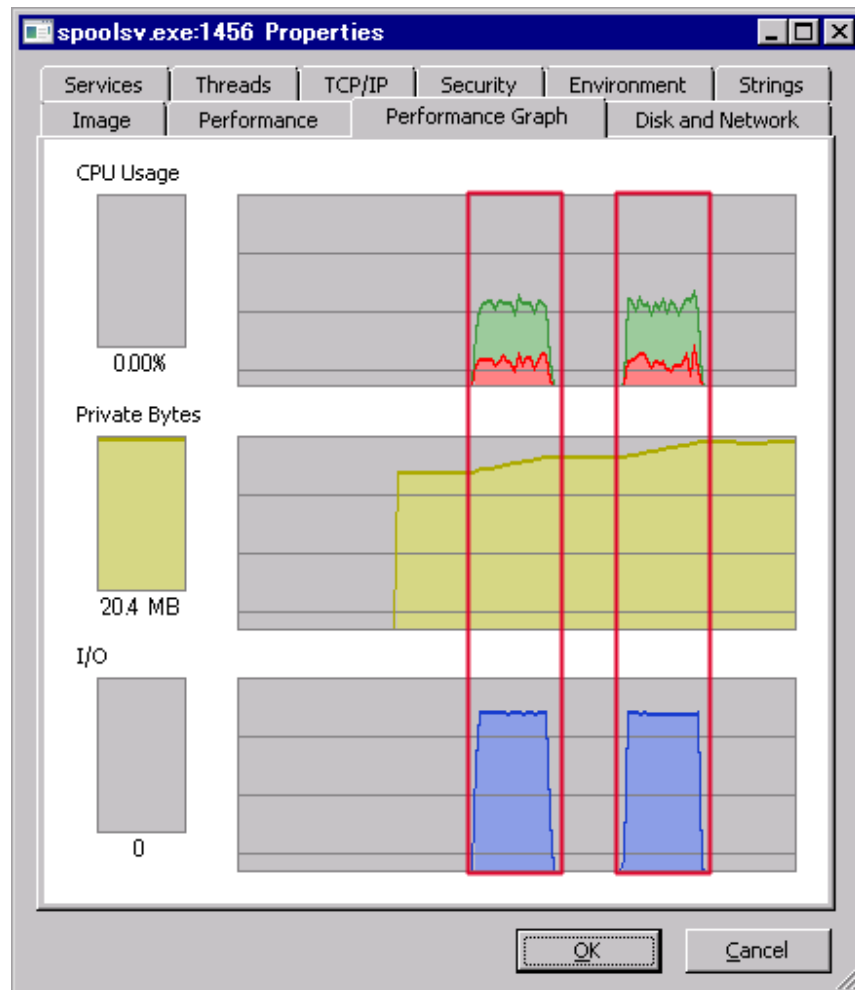 spoolsv.exe:1456 Properties
Services Threads TCP/IP Security Environment Strings
Image Performance Performance Graph Disk and Network
CPU Usage
0.00%
Private Bytes
20.4 MB
I/O
0
OK Cancel